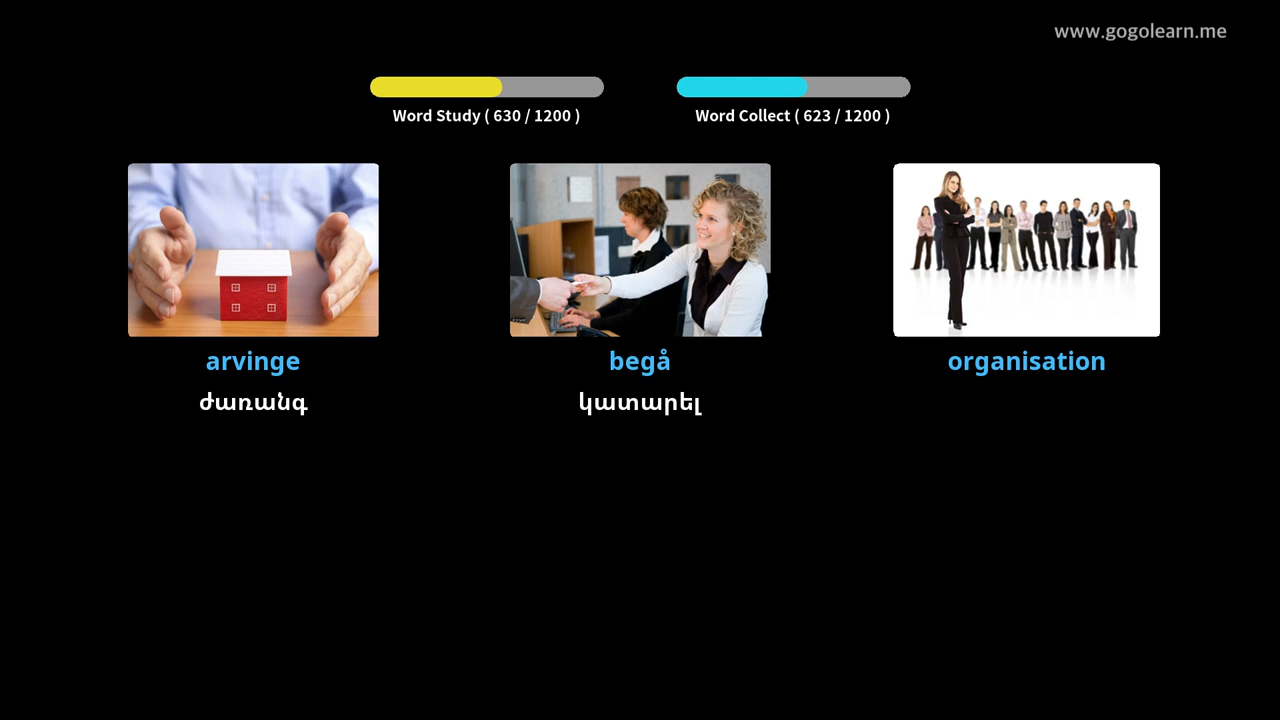 www.gogolearn.me
Word Study ( 630 / 1200 )
Word Collect ( 623 / 1200 )
arvinge
begå
organisation
ժառանգ
կատարել